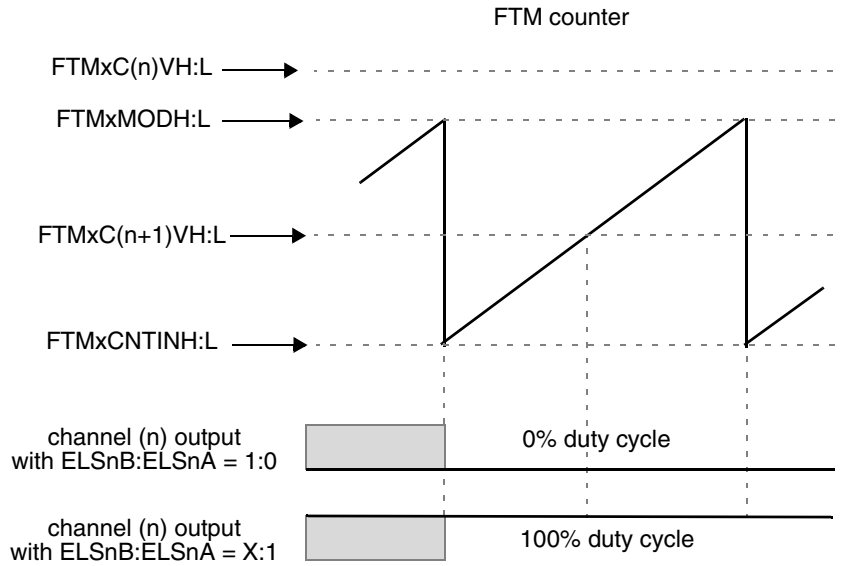 FTM counter
FTMxC(n)VH:L
FTMxMODH:L
FTMxC(n+1)VH:L
FTMxCNTINH:L
channel (n) output
with ELSnB:ELSnA = 1:0
0% duty cycle
channel (n) output
with ELSnB:ELSnA = X:1
100% duty cycle